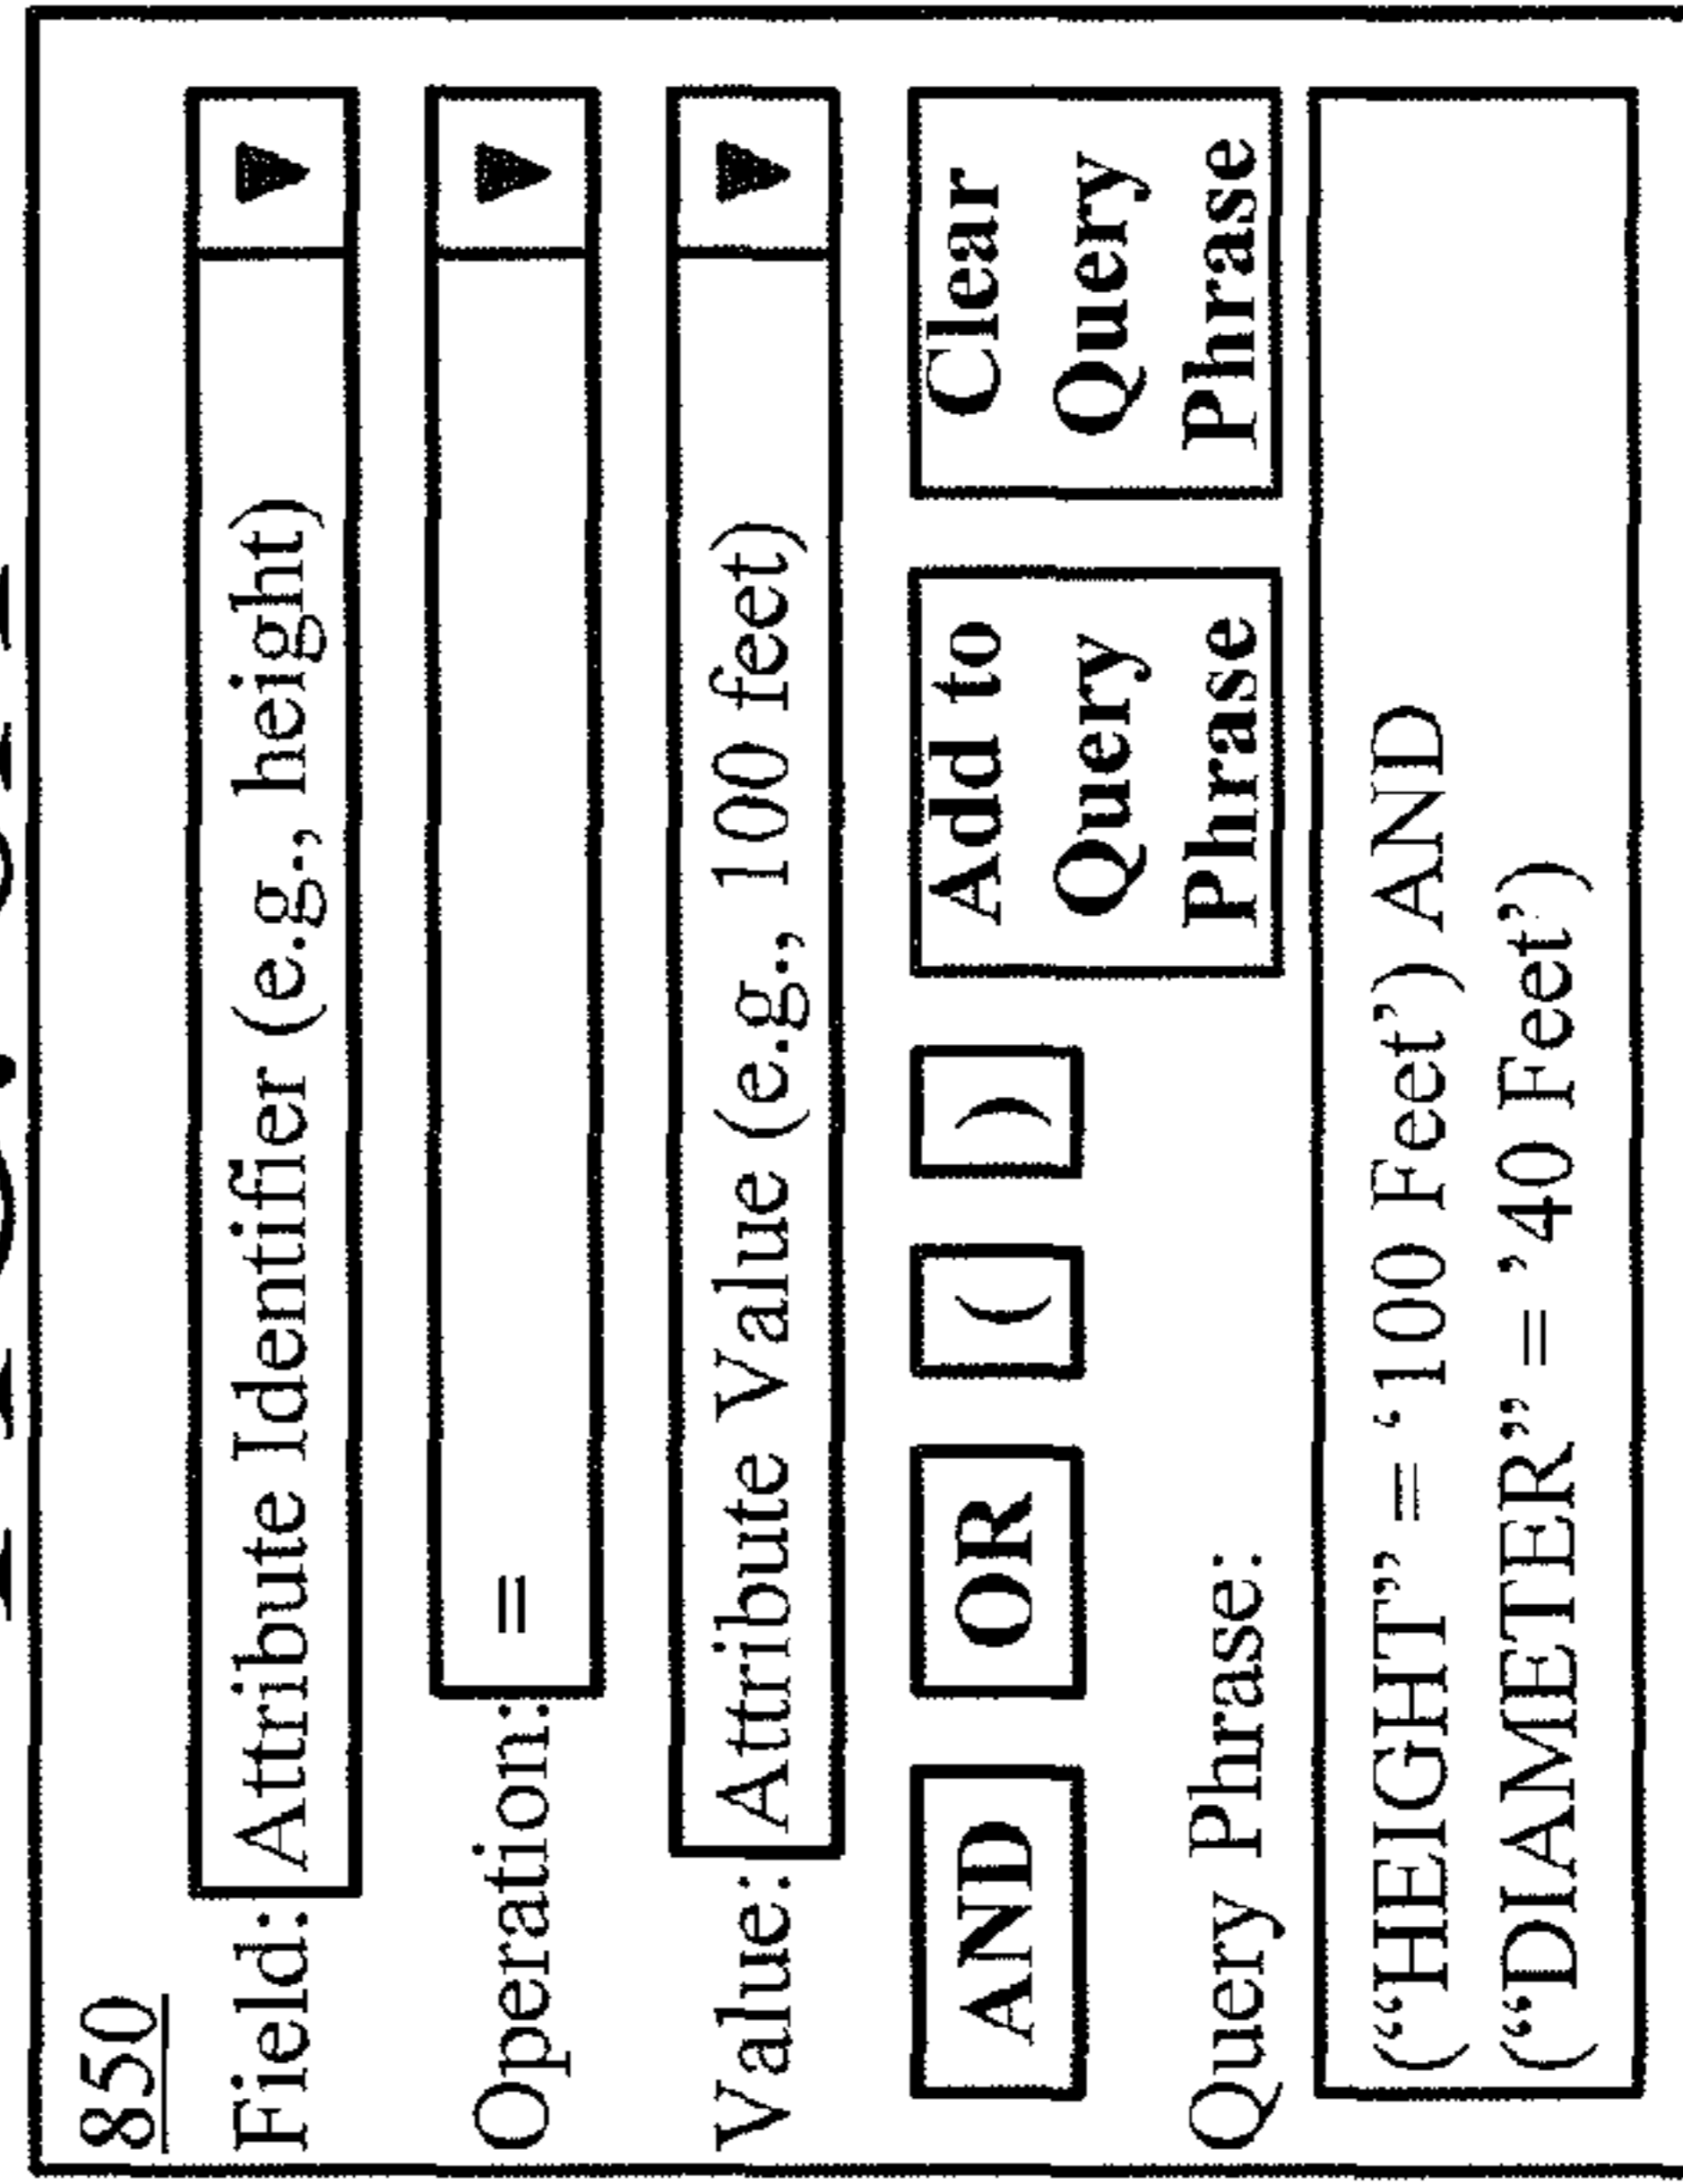 850
Field: Attribute Identifier (e.g., height)
Operation: =
Value: Attribute Value (e.g., 100 feet)
AND OR ( ) Add to Query Phrase Clear Query Phrase
Query Phrase:
(“HEIGHT” = ‘100 Feet’) AND
(“DIAMETER” = ’40 Feet’)